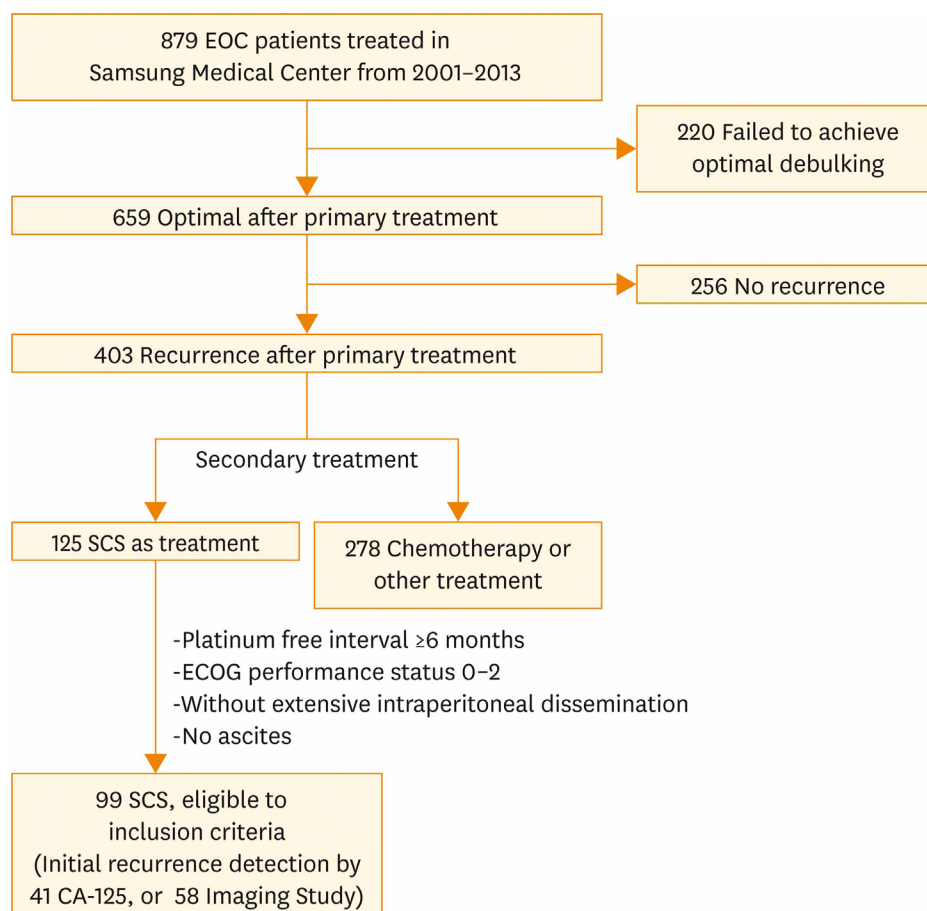 879 EOC patients treated in
Samsung Medical Center from 2001–2013
220 Failed to achieve
optimal debulking
659 Optimal after primary treatment
256 No recurrence
403 Recurrence after primary treatment
Secondary treatment
125 SCS as treatment
278 Chemotherapy or
other treatment
-Platinum free interval ≥6 months
-ECOG performance status 0–2
-Without extensive intraperitoneal dissemination
-No ascites
99 SCS, eligible to
inclusion criteria
(Initial recurrence detection by
41 CA-125, or 58 Imaging Study)